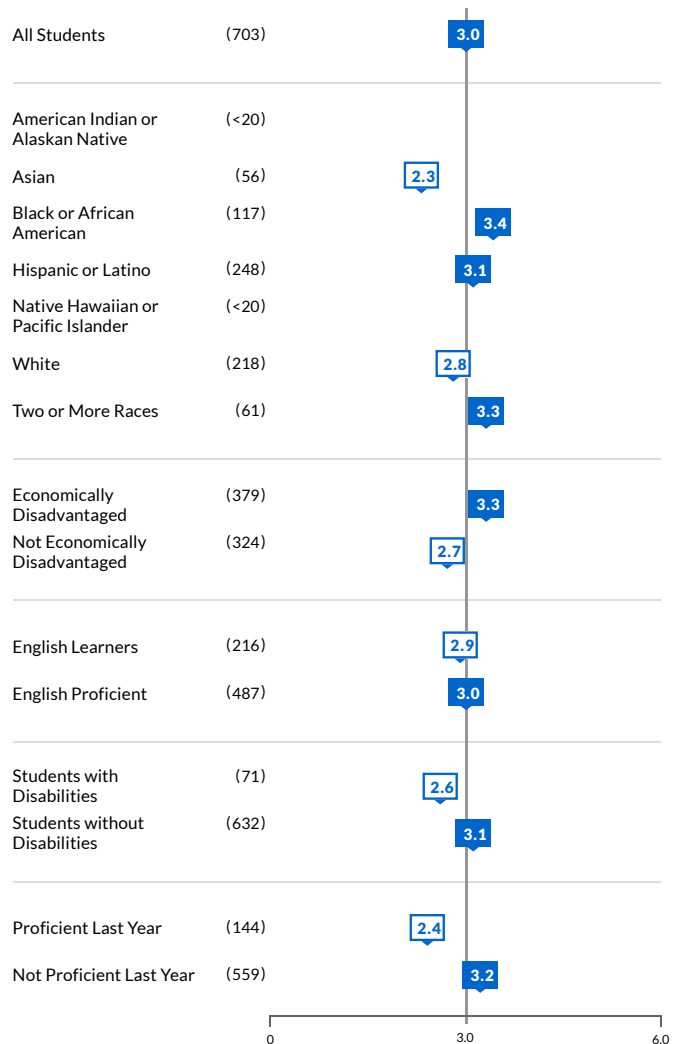 All Students (703) 3.0
American Indian or (<20)
Alaskan Native
Asian (56) 2.3
Black or African (117) 3.4
American
Hispanic or Latino (248) 3.1
Native Hawaiian or (<20)
Pacific Islander
White (218) 2.8
Two or More Races (61) 3.3
Economically (379) 3.3
Disadvantaged
Not Economically (324) 2.7
Disadvantaged
English Learners (216) 2.9
English Proficient (487) 3.0
Students with (71) 2.6
Disabilities
Students without (632) 3.1
Disabilities
Proficient Last Year (144) 2.4
Not Proficient Last Year (559) 3.2
0 3.0 6.0